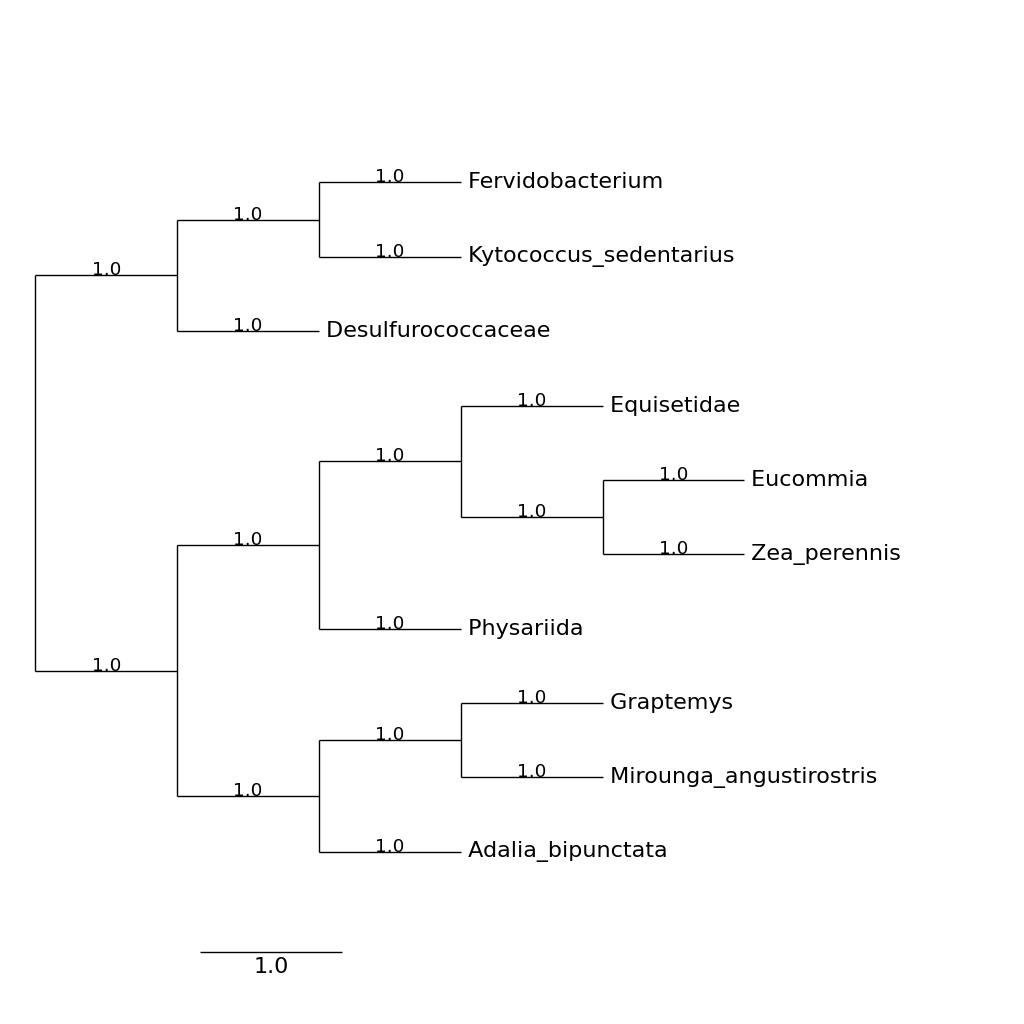 1.0 Fervidobacterium
1.0
1.0 Kytococcus_sedentarius
1.0
1.0 Desulfurococcaceae
1.0 Equisetidae
1.0
1.0 Eucommia
1.0
1.0
1.0 Zea_perennis
1.0 Physariida
1.0
1.0 Graptemys
1.0
1.0 Mirounga_angustirostris
1.0
1.0 Adalia_bipunctata
1.0